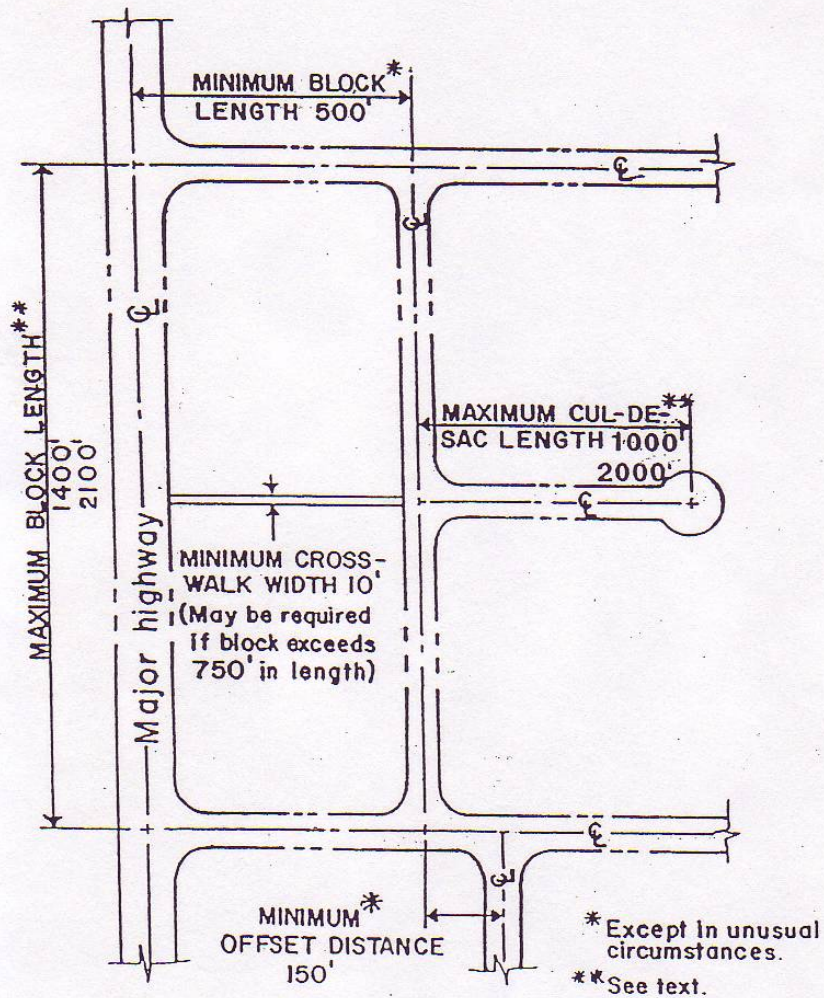 MINIMUM BLOCK*
LENGTH 500'
℄
℄
℄
MAXIMUM BLOCK LENGTH**
1400'
2100'
MAXIMUM CUL-DE-**
SAC LENGTH 1000'
2000'
℄
MINIMUM CROSS-
WALK WIDTH 10'
(May be required
if block exceeds
750' in length)
Major highway
℄
℄
MINIMUM*
OFFSET DISTANCE
150'
*Except in unusual
circumstances.
**See text.